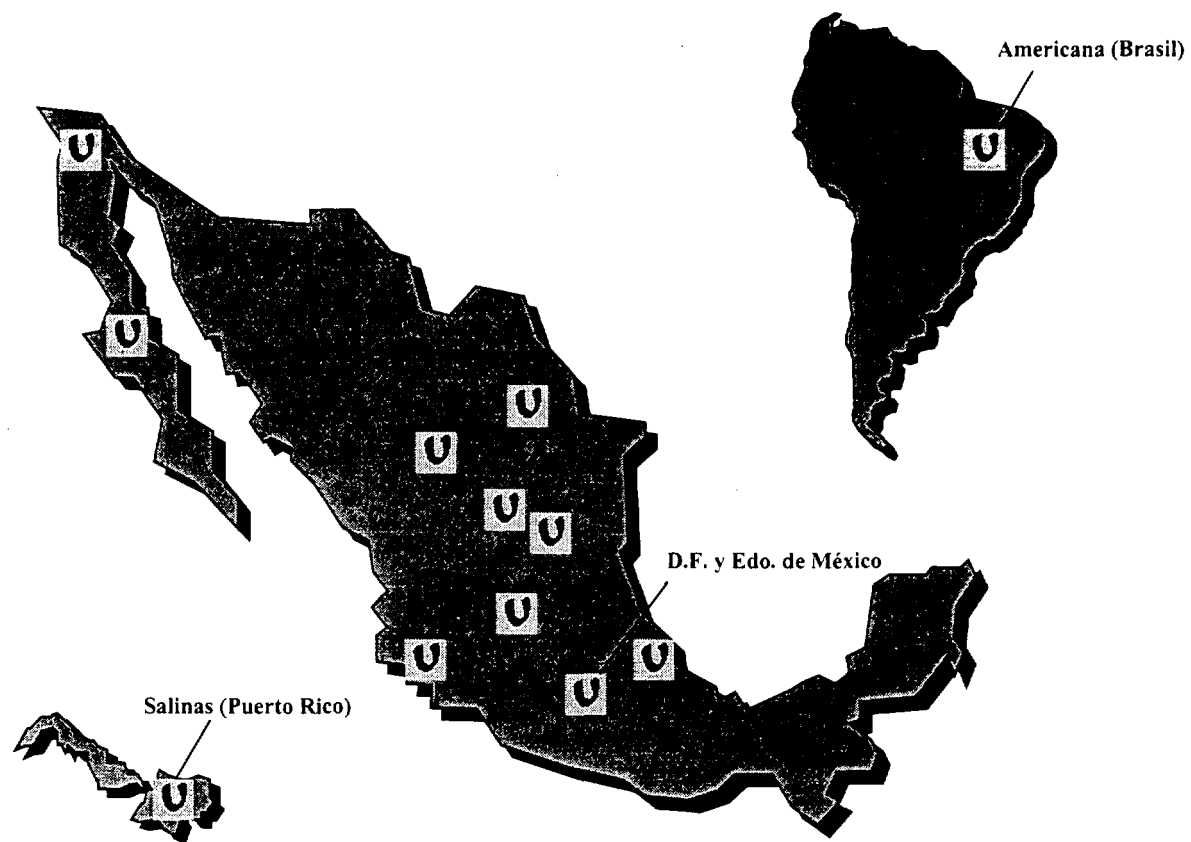 Americana (Brasil)
D.F. y Edo. de México
Salinas (Puerto Rico)